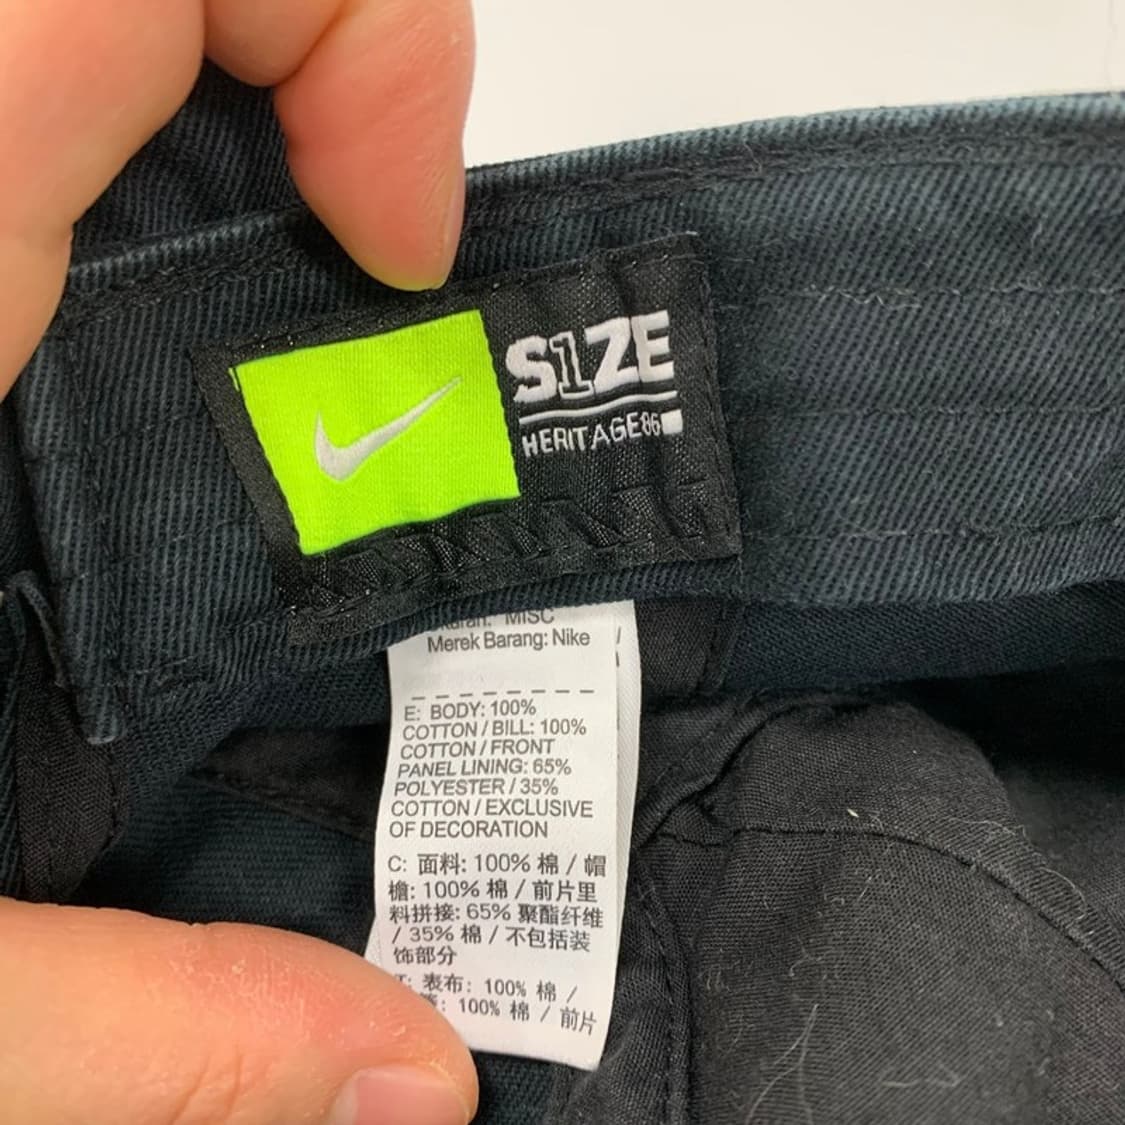 S1ZE
HERITAGE86
MISC
Merek Barang: Nike
E: BODY: 100%
COTTON / BILL: 100%
COTTON / FRONT
PANEL LINING: 65%
POLYESTER / 35%
COTTON / EXCLUSIVE
OF DECORATION
C: 面料: 100% 棉 / 帽
檐: 100% 棉 / 前片里
料拼接: 65% 聚酯纤维
/ 35% 棉 / 不包括装
饰部分
T: 表布: 100% 棉 /
: 100% 棉 / 前片